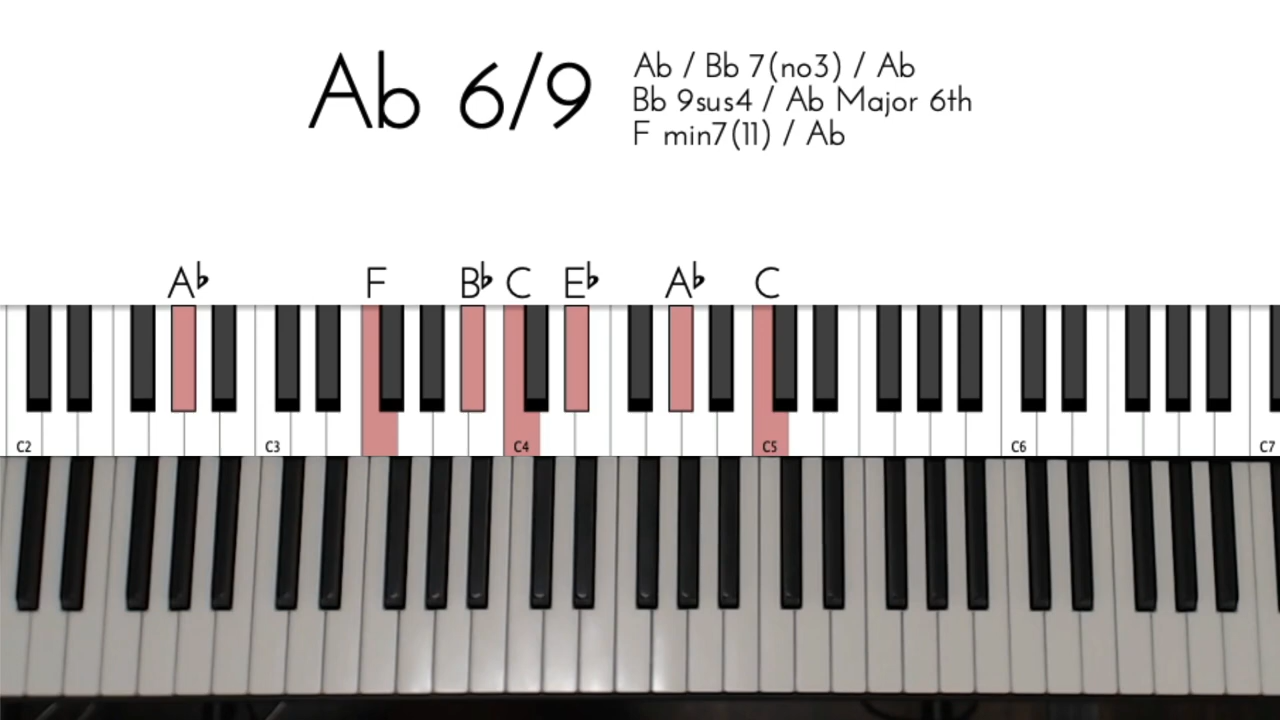 Ab 6/9
Ab / Bb 7(no3) / Ab
Bb 9sus4 / Ab Major 6th
F min7(11) / Ab
A♭ F B♭ C E♭ A♭ C
C2 C3 C4 C5 C6 C7